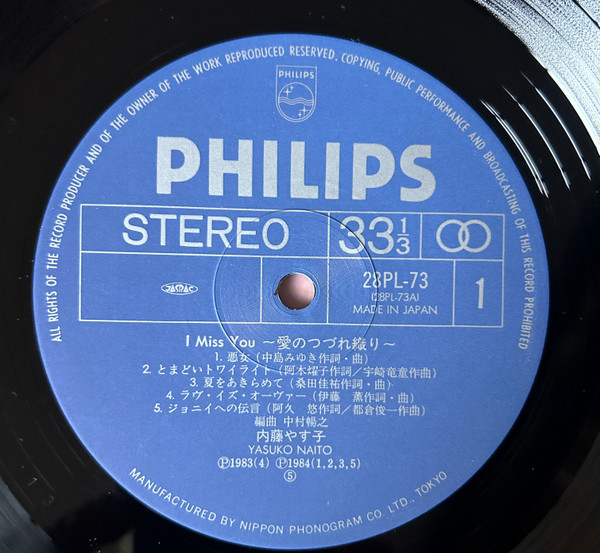 ALL RIGHTS OF THE RECORD PRODUCER AND OF THE OWNER OF THE WORK REPRODUCED RESERVED. COPYING, PUBLIC PERFORMANCE AND BROADCASTING OF THIS RECORD PROHIBITED
PHILIPS
PHILIPS
STEREO 33 1/3
JASRAC 28PL-73 1
(28PL-73A)
MADE IN JAPAN
I Miss You 〜愛のつづれ織り〜
1. 悪女 (中島みゆき作詞・曲)
2. とまどいトワイライト (阿木燿子作詞/宇崎竜童作曲)
3. 夏をあきらめて (桑田佳祐作詞・曲)
4. ラヴ・イズ・オーヴァー (伊藤 薫作詞・曲)
5. ジョニイへの伝言 (阿久 悠作詞/都倉俊一作曲)
編曲 中村暢之
内藤やす子
YASUKO NAITO
Ⓟ1983(4) Ⓟ1984(1,2,3,5)
⑤
MANUFACTURED BY NIPPON PHONOGRAM CO., LTD., TOKYO